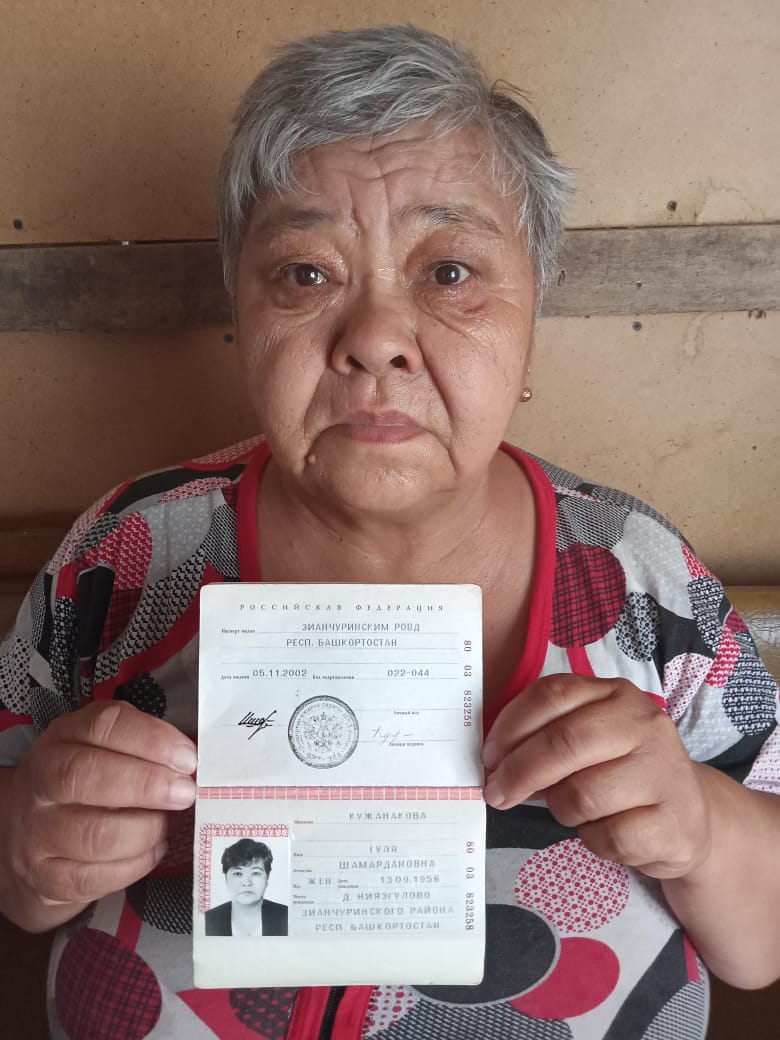 РОССИЙСКАЯ ФЕДЕРАЦИЯ
Паспорт выдан ЗИАНЧУРИНСКИМ РОВД
РЕСП. БАШКОРТОСТАН
Дата выдачи 05.11.2002 Код подразделения 022-044
Личный код
Личная подпись
80 03 823258
Фамилия КУЖАНАКОВА
Имя ГУЛЯ
Отчество ШАМАРДАНОВНА
Пол ЖЕН Дата рождения 13.09.1956
Место рождения Д. НИЯЗГУЛОВО
ЗИАНЧУРИНСКОГО РАЙОНА
РЕСП. БАШКОРТОСТАН
80 03 823258